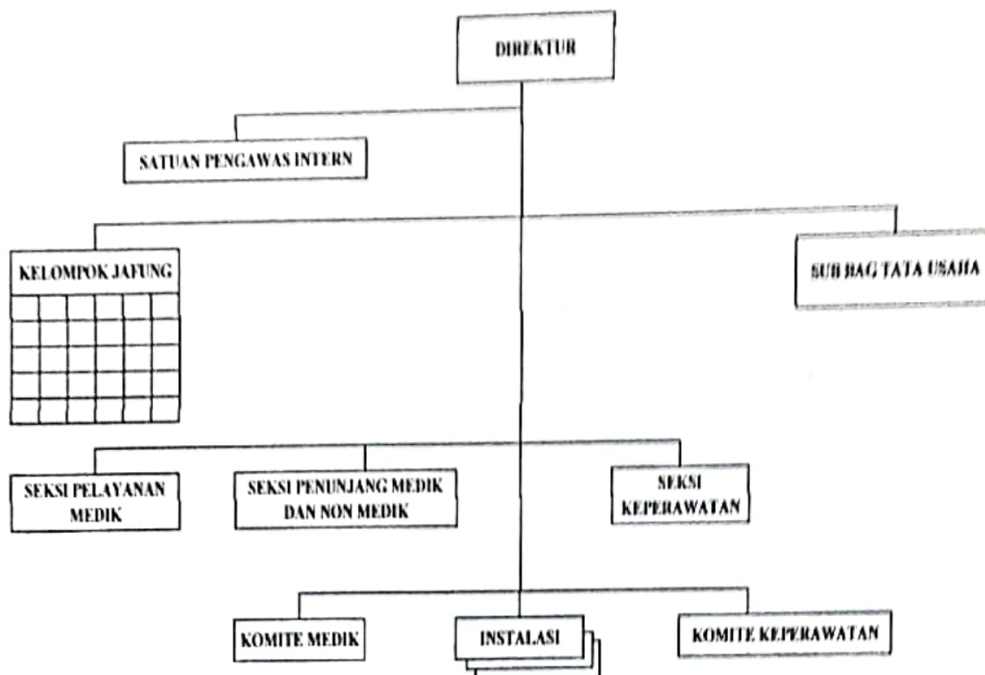 DIREKTUR
SATUAN PENGAWAS INTERN
KELOMPOK JAFUNG
SUB BAG TATA USAHA
SEKSI PELAYANAN
MEDIK
SEKSI PENUNJANG MEDIK
DAN NON MEDIK
SEKSI
KEPERAWATAN
KOMITE MEDIK
INSTALASI
KOMITE KEPERAWATAN